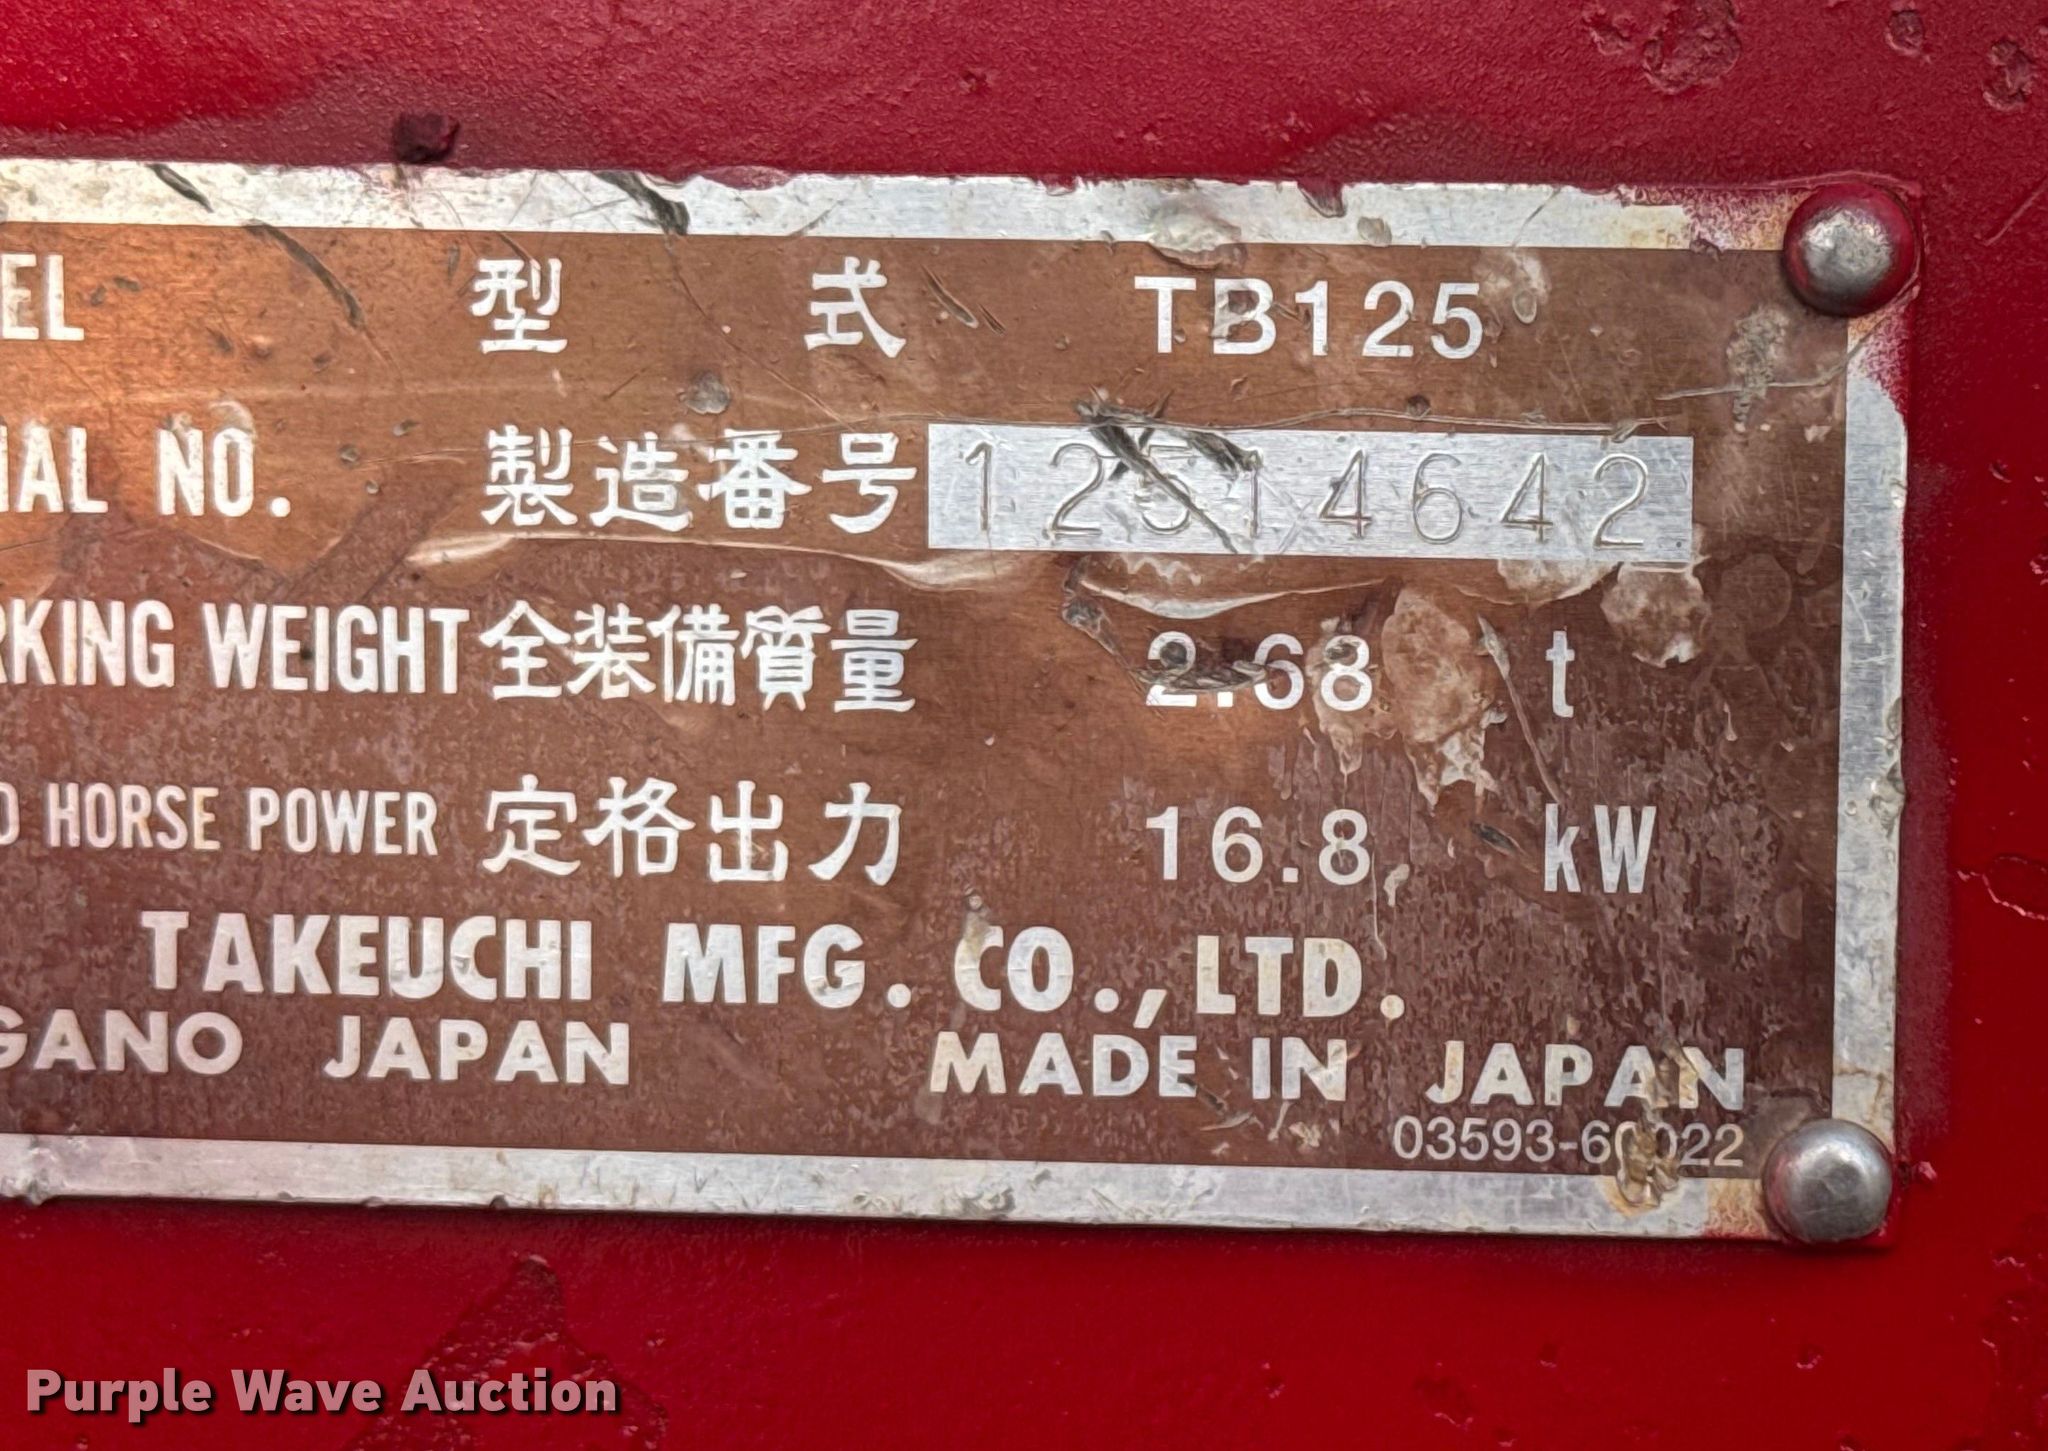 EL 型 式 TB125
IAL NO. 製造番号 12514642
RKING WEIGHT 全装備質量 2.68 t
D HORSE POWER 定格出力 16.8 kW
TAKEUCHI MFG. CO., LTD.
GANO JAPAN MADE IN JAPAN
03593-60022
Purple Wave Auction